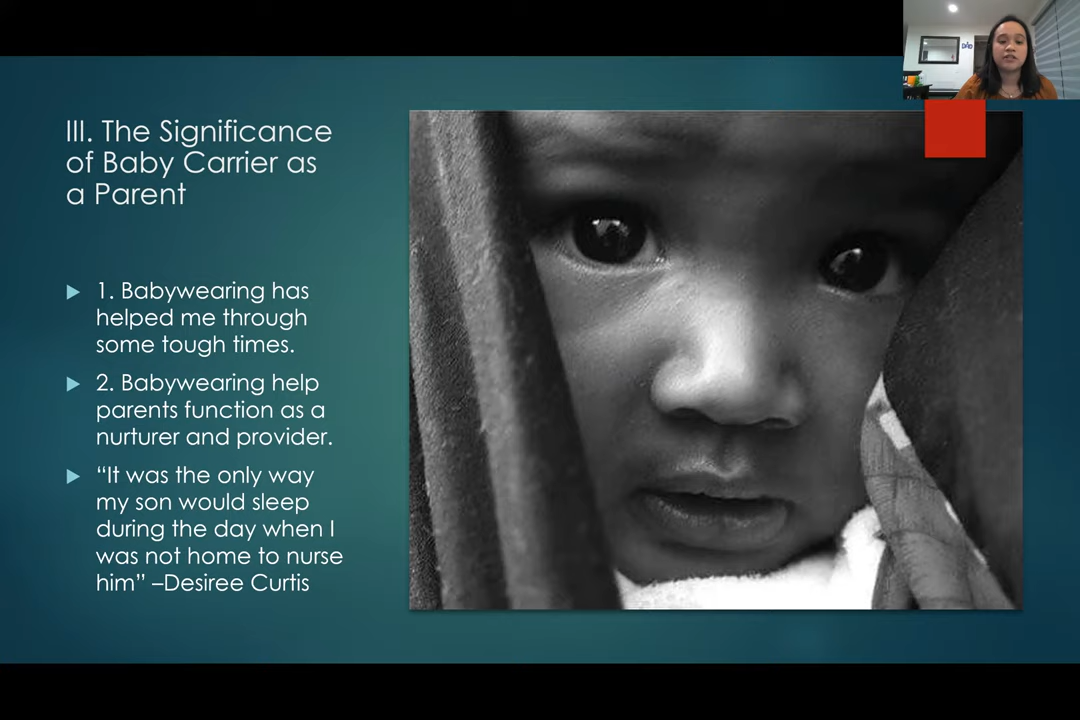 III. The Significance
of Baby Carrier as
a Parent
1. Babywearing has
helped me through
some tough times.
2. Babywearing help
parents function as a
nurturer and provider.
“It was the only way
my son would sleep
during the day when I
was not home to nurse
him” –Desiree Curtis